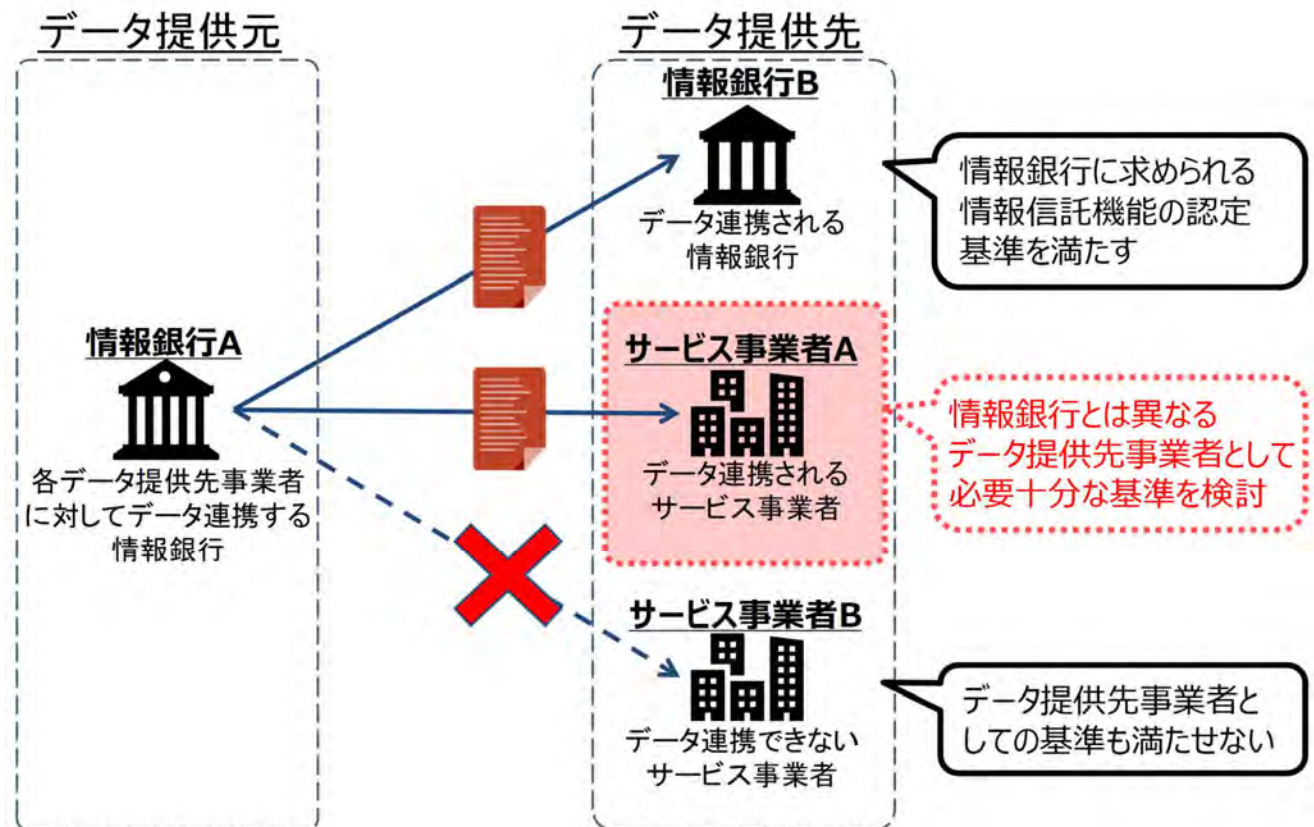 データ提供元
データ提供先
情報銀行B
データ連携される
情報銀行
情報銀行に求められる
情報信託機能の認定
基準を満たす
情報銀行A
各データ提供先事業者
に対してデータ連携する
情報銀行
サービス事業者A
データ連携される
サービス事業者
情報銀行とは異なる
データ提供先事業者として
必要十分な基準を検討
サービス事業者B
データ連携できない
サービス事業者
データ提供先事業者と
しての基準も満たせない